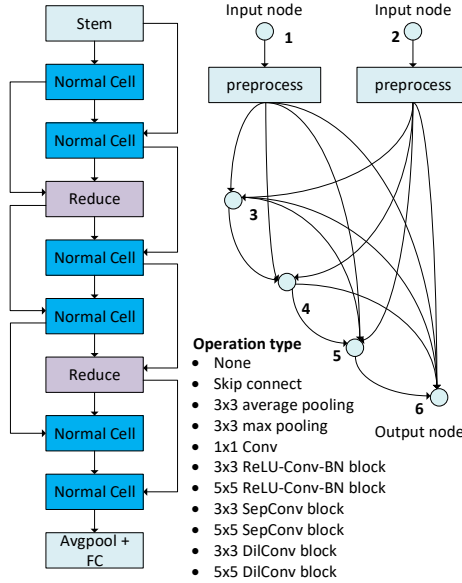 Stem
Normal Cell
Normal Cell
Reduce
Normal Cell
Normal Cell
Reduce
Normal Cell
Normal Cell
Avgpool +
FC
Input node
Input node
1
2
preprocess
preprocess
3
4
5
6
Output node
Operation type
• None
• Skip connect
• 3x3 average pooling
• 3x3 max pooling
• 1x1 Conv
• 3x3 ReLU-Conv-BN block
• 5x5 ReLU-Conv-BN block
• 3x3 SepConv block
• 5x5 SepConv block
• 3x3 DilConv block
• 5x5 DilConv block